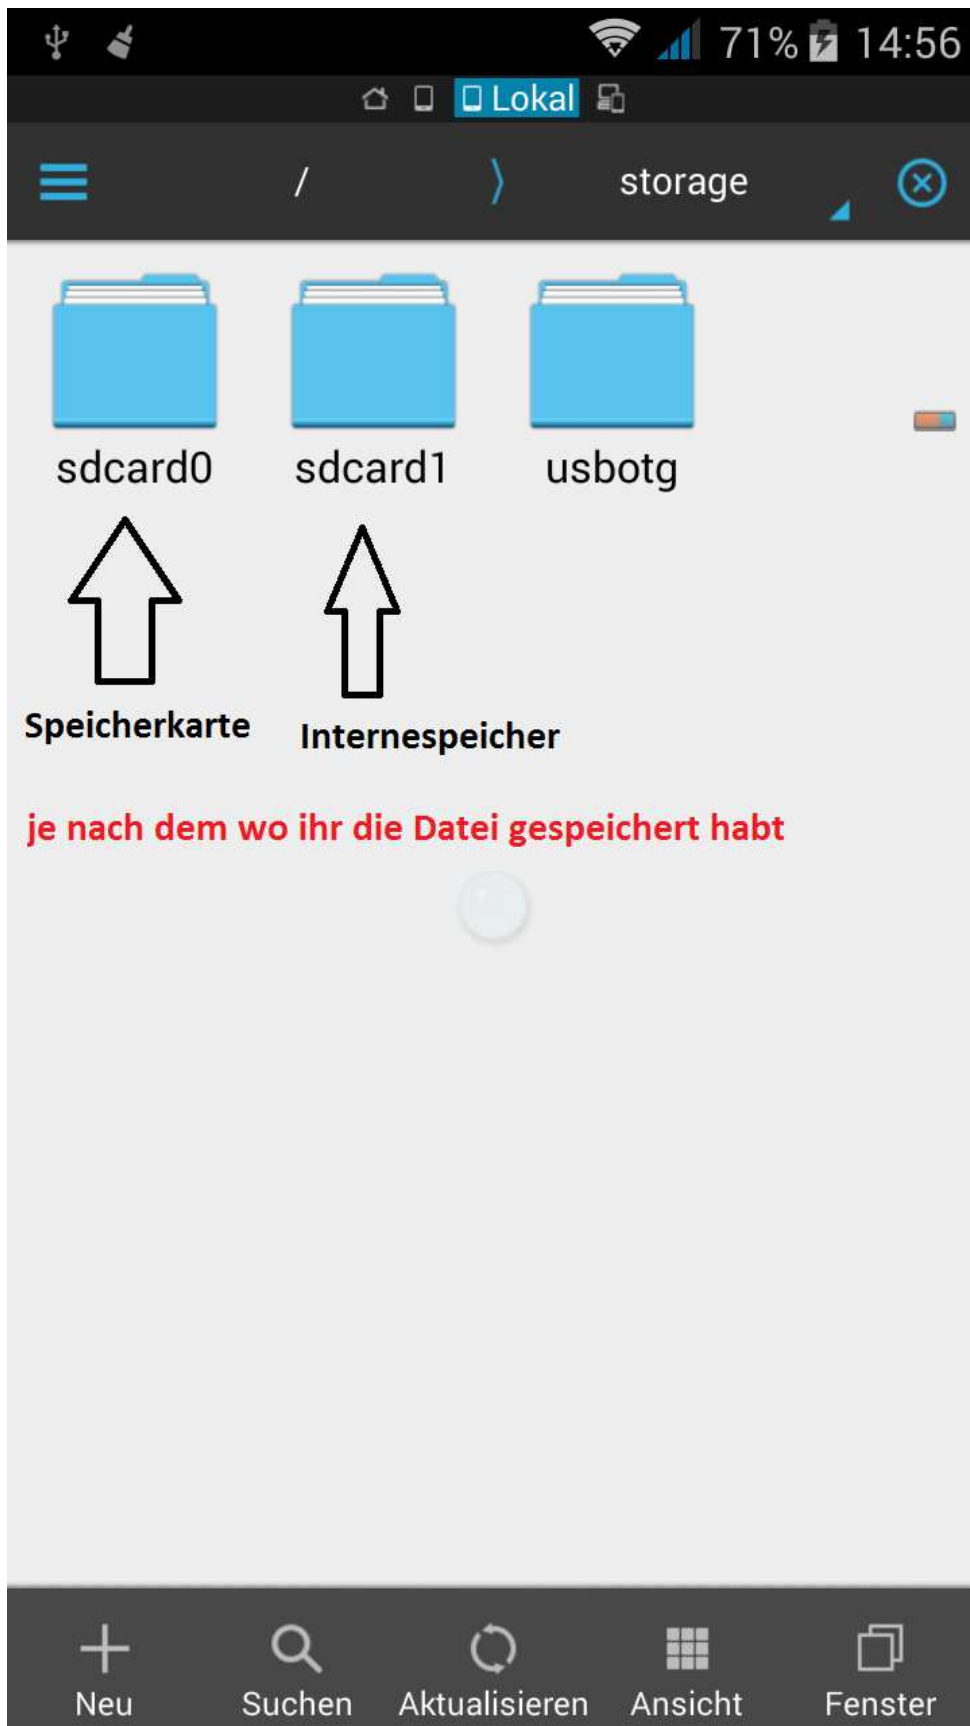 71% 14:56
Lokal
/ 〉 storage
sdcard0 sdcard1 usbotg
Speicherkarte Internespeicher
je nach dem wo ihr die Datei gespeichert habt
Neu Suchen Aktualisieren Ansicht Fenster